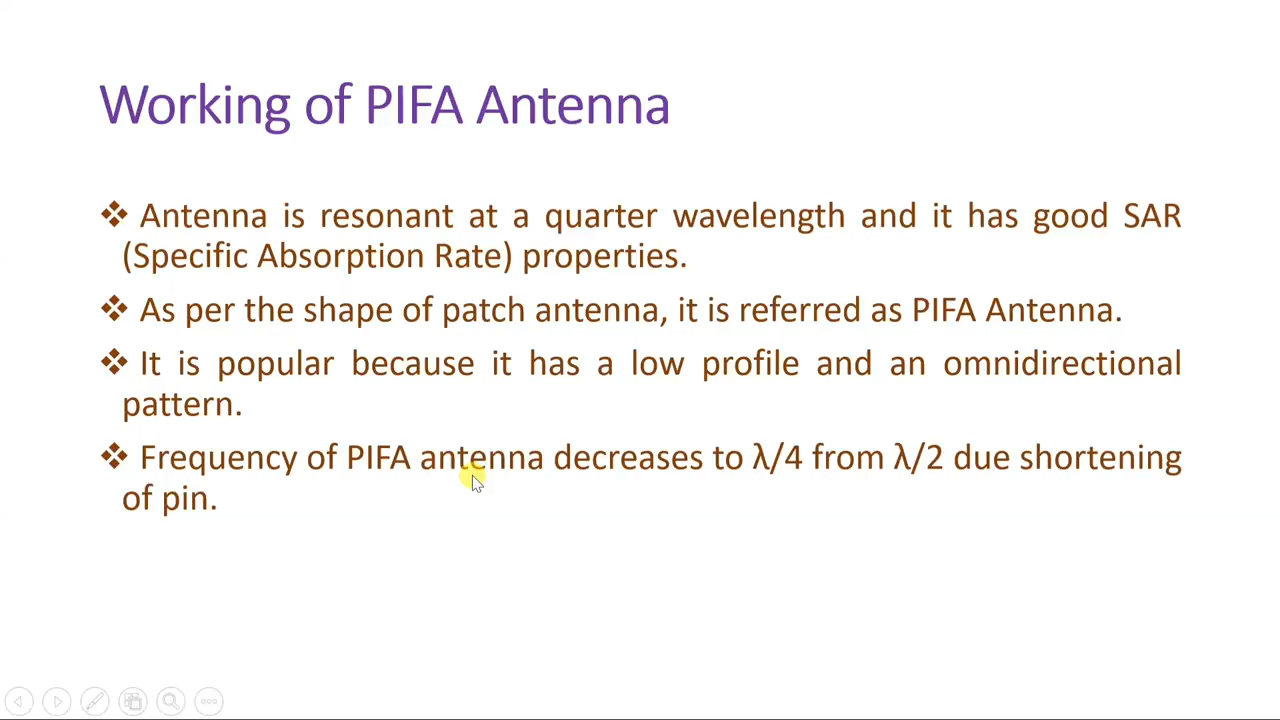 Working of PIFA Antenna
❖ Antenna is resonant at a quarter wavelength and it has good SAR
(Specific Absorption Rate) properties.
❖ As per the shape of patch antenna, it is referred as PIFA Antenna.
❖ It is popular because it has a low profile and an omnidirectional
pattern.
❖ Frequency of PIFA antenna decreases to λ/4 from λ/2 due shortening
of pin.